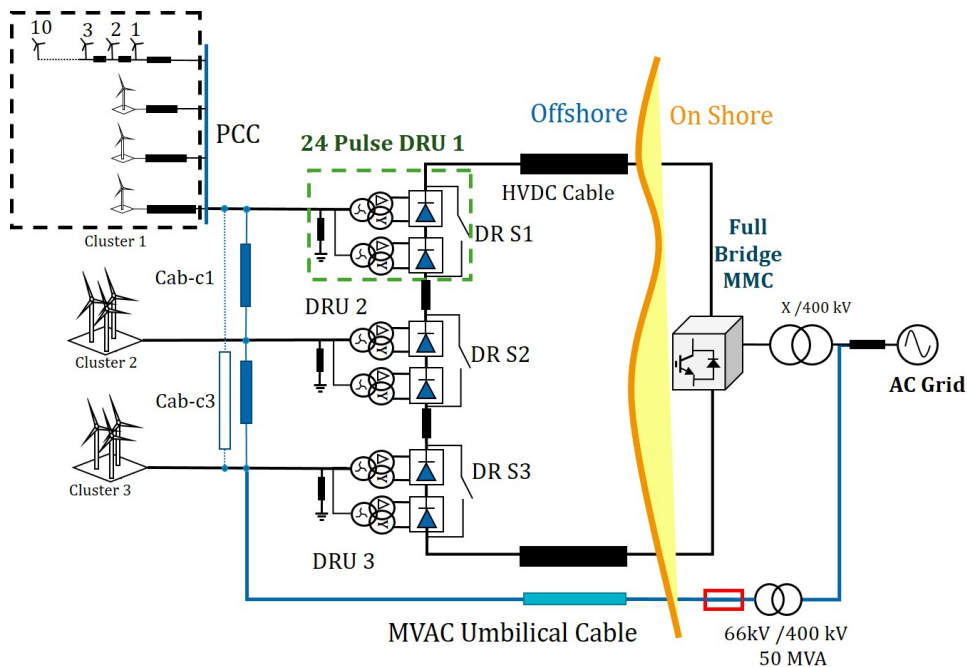 10 3 2 1
PCC
Cluster 1
24 Pulse DRU 1
Offshore
On Shore
HVDC Cable
DR S1
Full
Bridge
MMC
X /400 kV
Cab-c1
DRU 2
Cluster 2
DR S2
AC Grid
Cab-c3
Cluster 3
DR S3
DRU 3
MVAC Umbilical Cable
66kV /400 kV
50 MVA